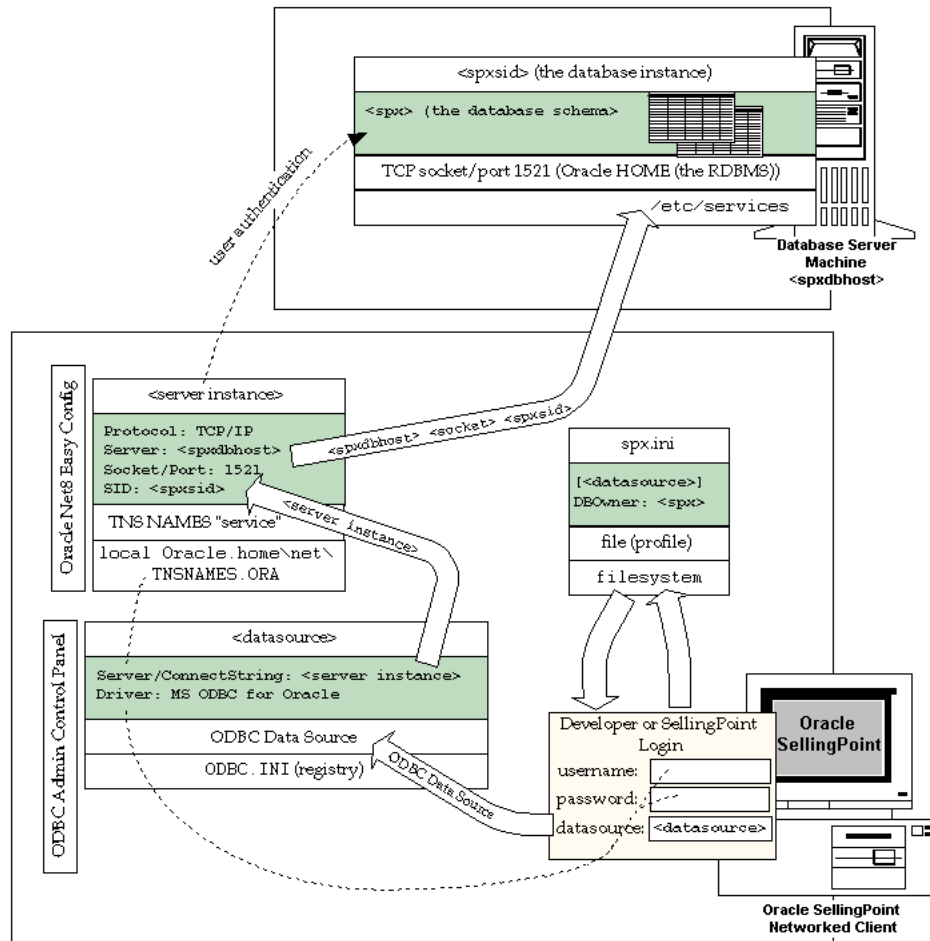 <spxsid> (the database instance)
<spx> (the database schema>
TCP socket/port 1521 (Oracle HOME (the RDBMS))
/etc/services
Database Server
Machine
<spxdbhost>
user authentication
Oracle Net8 Easy Config
<server instance>
Protocol: TCP/IP
Server: <spxdbhost>
Socket/Port: 1521
SID: <spxsid>
TNS NAMES "service"
local Oracle.home\net\
TNSNAMES.ORA
<spxdbhost> <socket> <spxsid>
<server instance>
spx.ini
[<datasource>]
DBOwner: <spx>
file (profile)
filesystem
ODBC Admin Control Panel
<datasource>
Server/ConnectString: <server instance>
Driver: MS ODBC for Oracle
ODBC Data Source
ODBC.INI (registry)
ODBC Data Source
Developer or SellingPoint
Login
username:
password:
datasource: <datasource>
Oracle
SellingPoint
Oracle SellingPoint
Networked Client